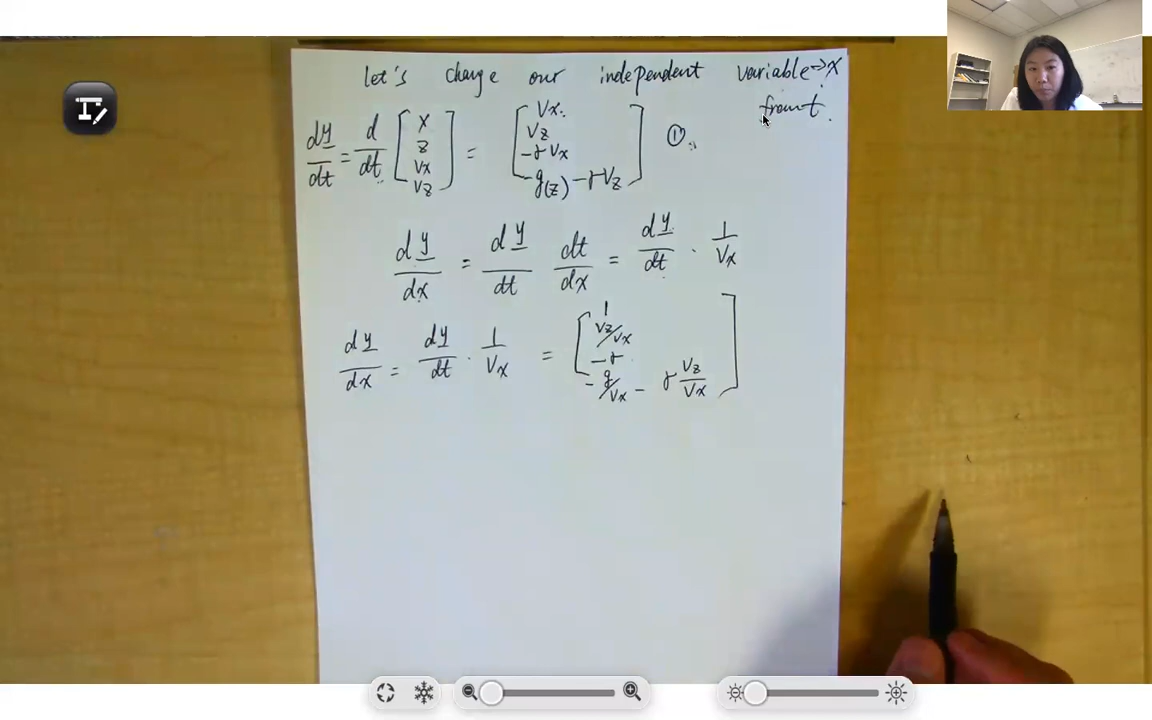 Let's change our independent variable → x
from t.
dy/dt = d/dt [x z vx vz] = [vx vz -γvx -g(z)-γvz] ①.
dy/dx = dy/dt dt/dx = dy/dt · 1/vx
dy/dx = dy/dt · 1/vx = [1 vz/vx -γ -g/vx - γ vz/vx]